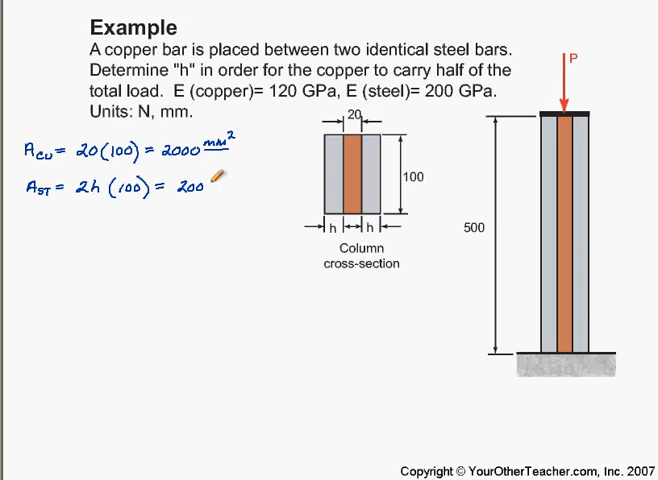 Example
A copper bar is placed between two identical steel bars.
Determine "h" in order for the copper to carry half of the
total load. E (copper)= 120 GPa, E (steel)= 200 GPa.
Units: N, mm.
A_CU = 20(100) = 2000 mm²
A_ST = 2h(100) = 200
20
100
h h
Column
cross-section
P
500
Copyright © YourOtherTeacher.com, Inc. 2007